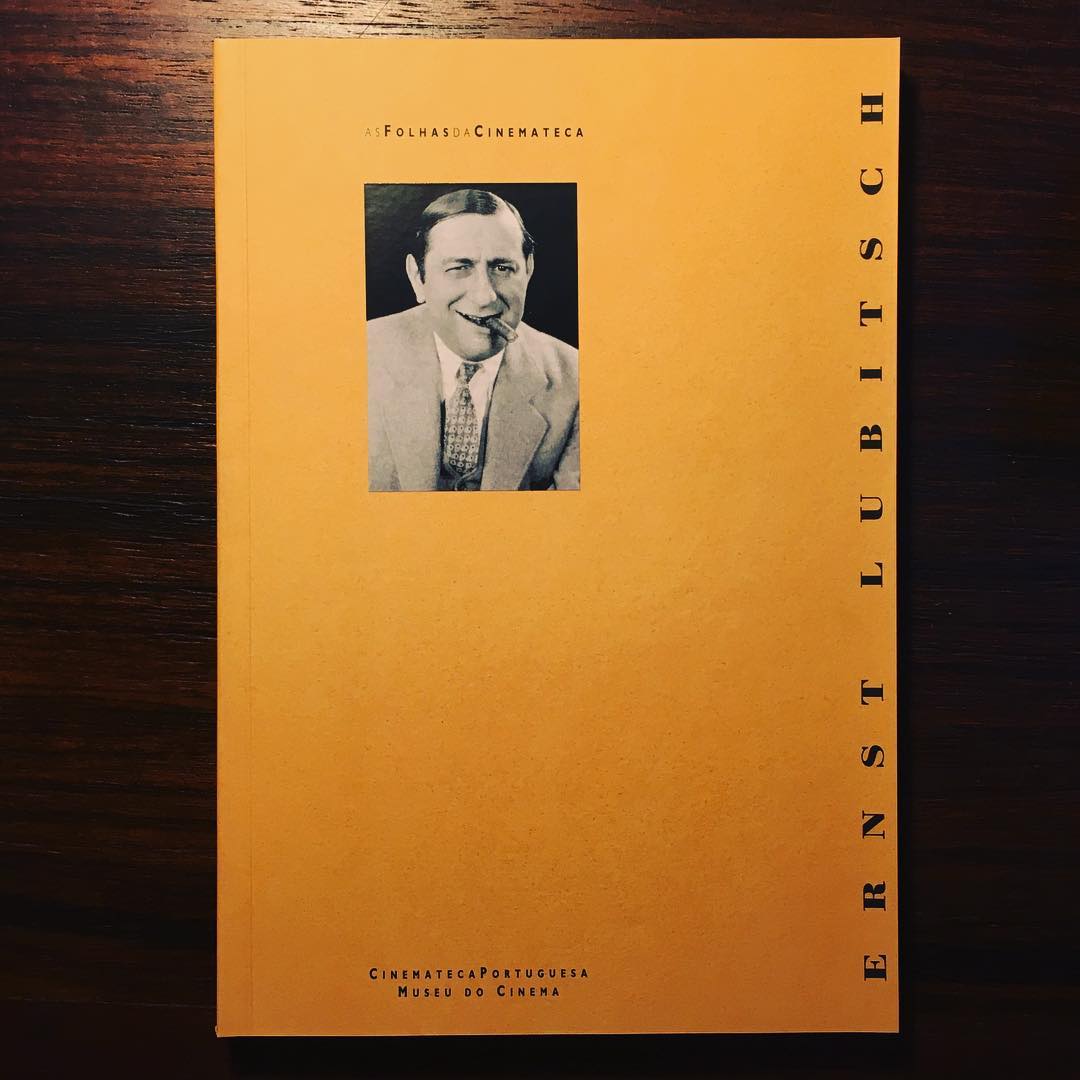 AS FOLHAS DA CINEMATECA
ERNST LUBITSCH
CINEMATECA PORTUGUESA
MUSEU DO CINEMA